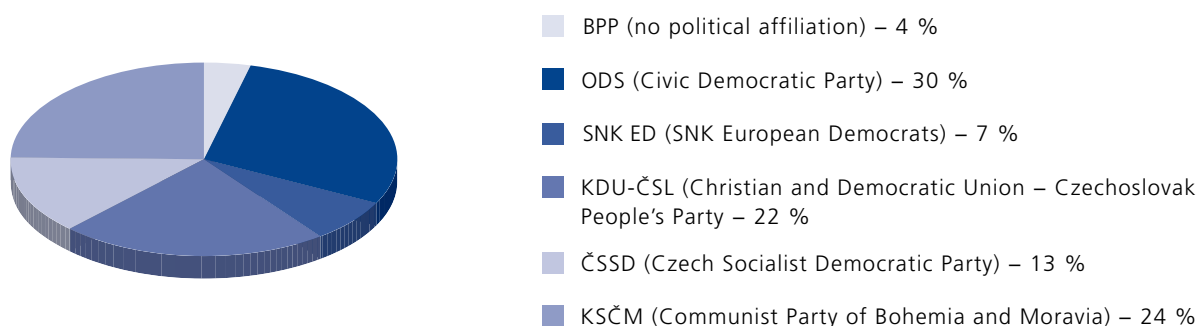 BPP (no political affiliation) – 4 %
ODS (Civic Democratic Party) – 30 %
SNK ED (SNK European Democrats) – 7 %
KDU-ČSL (Christian and Democratic Union – Czechoslovak
People’s Party – 22 %
ČSSD (Czech Socialist Democratic Party) – 13 %
KSČM (Communist Party of Bohemia and Moravia) – 24 %